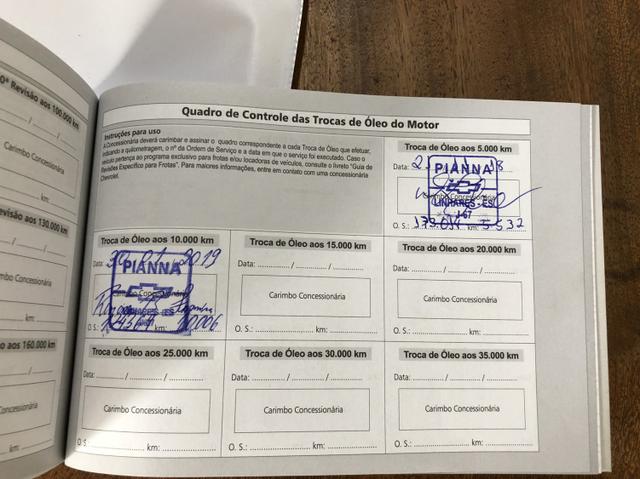 0ª Revisão aos 100.000 km
Carimbo Concessionária
evisão aos 130.000 km
Carimbo Concessionária
o aos 160.000 km
Concessionária
Quadro de Controle das Trocas de Óleo do Motor
Instruções para uso
A Concessionária deverá carimbar e assinar o quadro correspondente a cada Troca de Óleo que efetuar,
indicando a quilometragem, o nº da Ordem de Serviço e a data em que o serviço foi executado. Caso o
veículo pertença ao programa exclusivo para frotas e/ou locadoras de veículos, consulte o livreto "Guia de
Revisões Específico para Frotas". Para maiores informações, entre em contato com uma concessionária
Chevrolet.
Troca de Óleo aos 5.000 km
Data:
PIANNA
LINHARES - ES
O. S.: km: 5532
Troca de Óleo aos 10.000 km
Data: 01 2019
PIANNA
Carimbo Concessionária
O. S.: km: 10006
Troca de Óleo aos 15.000 km
Data: / /
Carimbo Concessionária
O. S.: km:
Troca de Óleo aos 20.000 km
Data: / /
Carimbo Concessionária
O. S.: km:
Troca de Óleo aos 25.000 km
Data: / /
Carimbo Concessionária
O. S. km:
Troca de Óleo aos 30.000 km
Data: / /
Carimbo Concessionária
O. S.: km:
Troca de Óleo aos 35.000 km
Data: / /
Carimbo Concessionária
O. S.: km: